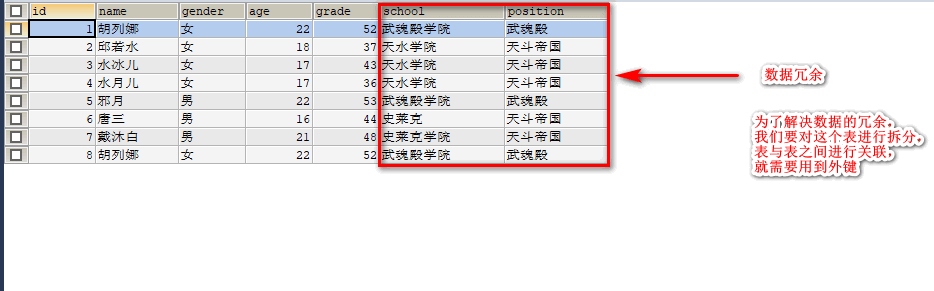 id name gender age grade school position
1 胡列娜 女 22 52 武魂殿学院 武魂殿
2 邱若水 女 18 37 天水学院 天斗帝国
3 水冰儿 女 17 43 天水学院 天斗帝国
4 水月儿 女 17 36 天水学院 天斗帝国
5 邪月 男 22 53 武魂殿学院 武魂殿
6 唐三 男 16 44 史莱克 天斗帝国
7 戴沐白 男 21 48 史莱克学院 天斗帝国
8 胡列娜 女 22 52 武魂殿学院 武魂殿
数据冗余
为了解决数据的冗余，
我们要对这个表进行拆分，
表与表之间进行关联，
就需要用到外键